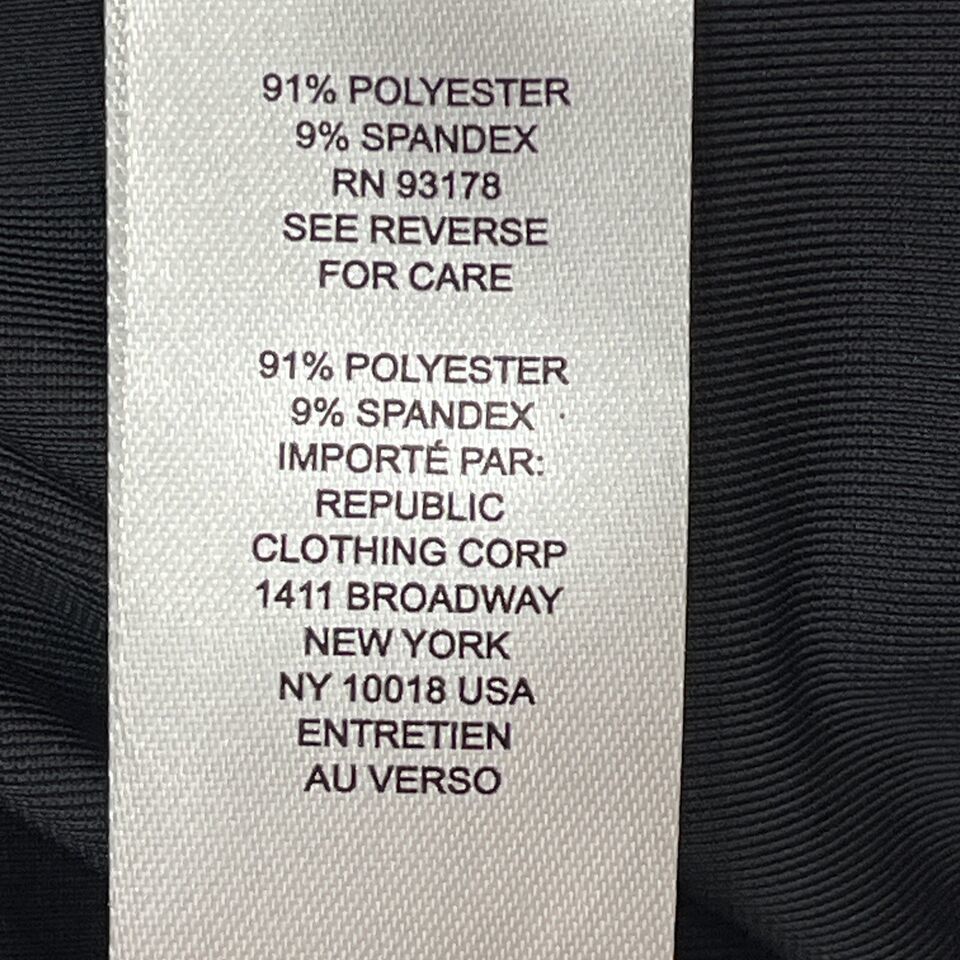 91% POLYESTER
9% SPANDEX
RN 93178
SEE REVERSE
FOR CARE
91% POLYESTER
9% SPANDEX
IMPORTÉ PAR:
REPUBLIC
CLOTHING CORP
1411 BROADWAY
NEW YORK
NY 10018 USA
ENTRETIEN
AU VERSO